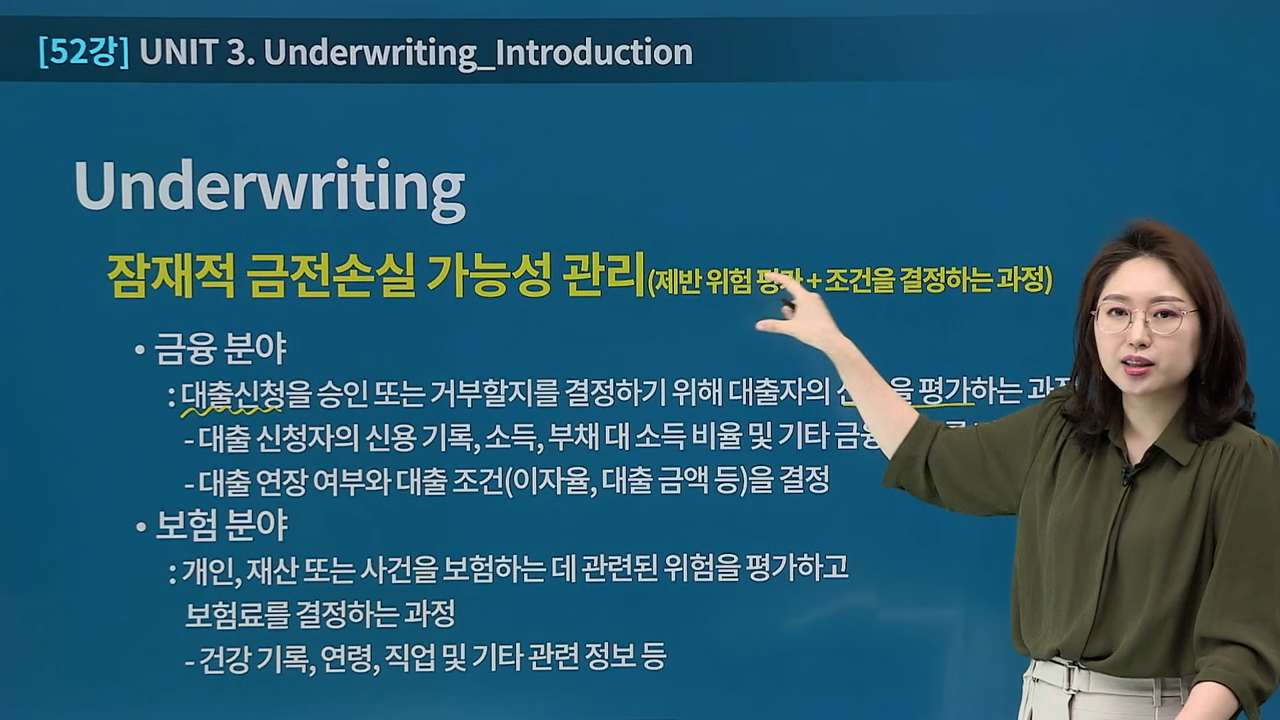 [52강] UNIT 3. Underwriting_Introduction
Underwriting
잠재적 금전손실 가능성 관리(제반 위험 평가 + 조건을 결정하는 과정)
• 금융 분야
: 대출신청을 승인 또는 거부할지를 결정하기 위해 대출자의 을 평가하는
- 대출 신청자의 신용 기록, 소득, 부채 대 소득 비율 및 기타
- 대출 연장 여부와 대출 조건(이자율, 대출 금액 등)을 결정
• 보험 분야
: 개인, 재산 또는 사건을 보험하는 데 관련된 위험을 평가하고
보험료를 결정하는 과정
- 건강 기록, 연령, 직업 및 기타 관련 정보 등